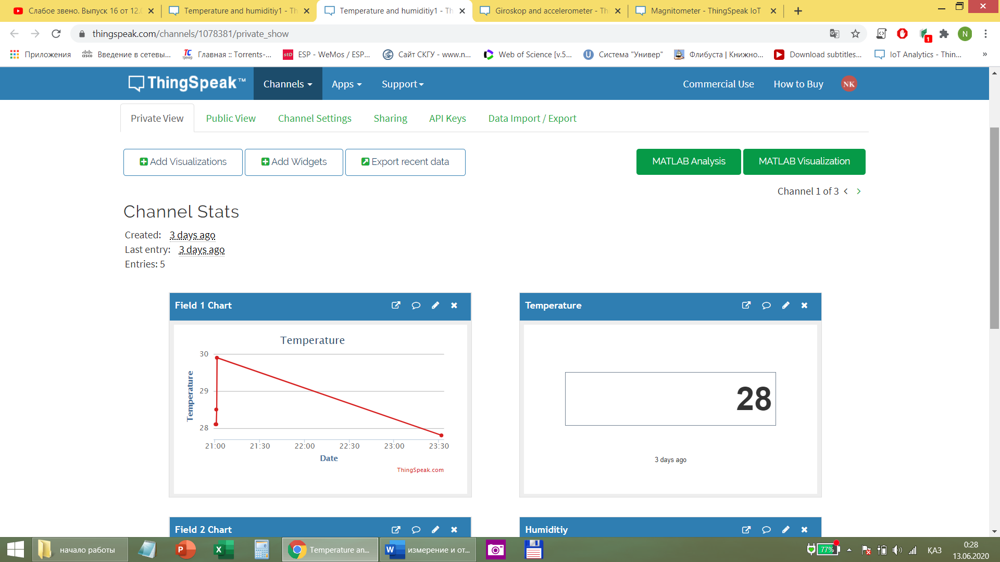 Слабое звено. Выпуск 16 от 12.0
Temperature and humiditiy1 - Th
Temperature and humiditiy1 - Th
Giroskop and accelerometer - Th
Magnitometer - ThingSpeak IoT
thingspeak.com/channels/1078381/private_show
1
N
Приложения
Введение в сетевы...
Главная :: Torrents-...
ESP - WeMos / ESP...
Сайт СКГУ - www.n...
Web of Science [v.5...
Система "Универ"
Флибуста | Книжно...
Download subtitles...
IoT Analytics - Thin...
»
ThingSpeak™
Channels
Apps
Support
Commercial Use
How to Buy
NK
Private View
Public View
Channel Settings
Sharing
API Keys
Data Import / Export
Add Visualizations
Add Widgets
Export recent data
MATLAB Analysis
MATLAB Visualization
Channel 1 of 3
Channel Stats
Created: 3 days ago
Last entry: 3 days ago
Entries: 5
Field 1 Chart
Temperature
30
29
28
Temperature
21:00
21:30
22:00
22:30
23:00
23:30
Date
ThingSpeak.com
Temperature
28
3 days ago
Field 2 Chart
Humiditiy
начало работы
Temperature an...
измерение и от...
77%
ҚАЗ
0:28
13.06.2020